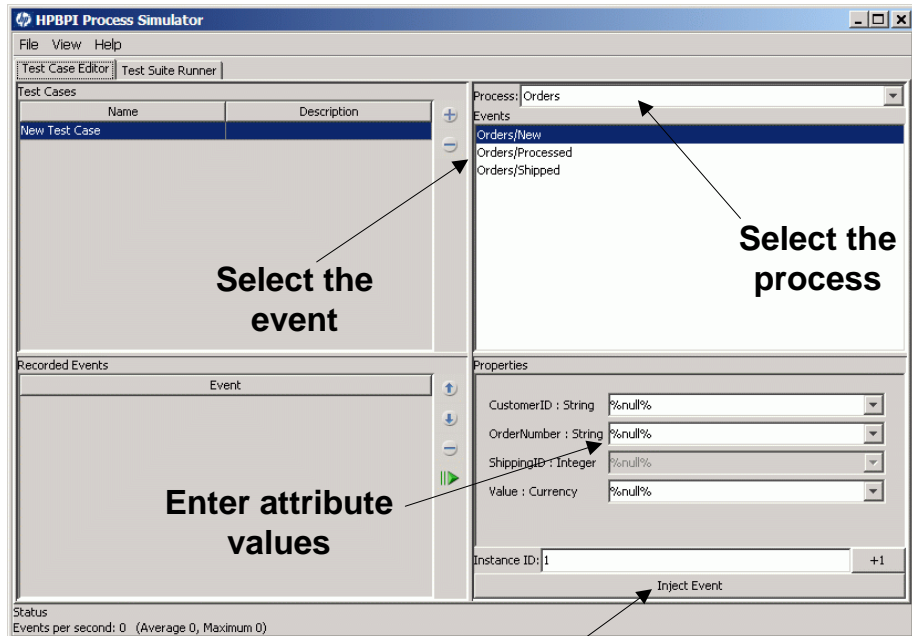 HPBPI Process Simulator
File View Help
Test Case Editor Test Suite Runner
Test Cases
Name Description
New Test Case
Process: Orders
Events
Orders/New
Orders/Processed
Orders/Shipped
Select the
process
Select the
event
Recorded Events
Event
Enter attribute
values
Properties
CustomerID : String %null%
OrderNumber : String %null%
ShippingID : Integer %null%
Value : Currency %null%
Instance ID: 1 +1
Inject Event
Status
Events per second: 0 (Average 0, Maximum 0)